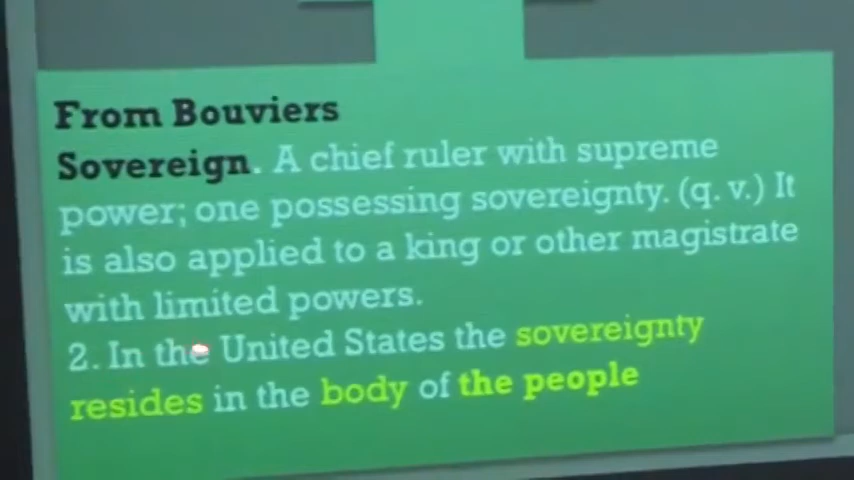 From Bouviers
Sovereign. A chief ruler with supreme
power; one possessing sovereignty. (q. v.) It
is also applied to a king or other magistrate
with limited powers.
2. In the United States the sovereignty
resides in the body of the people